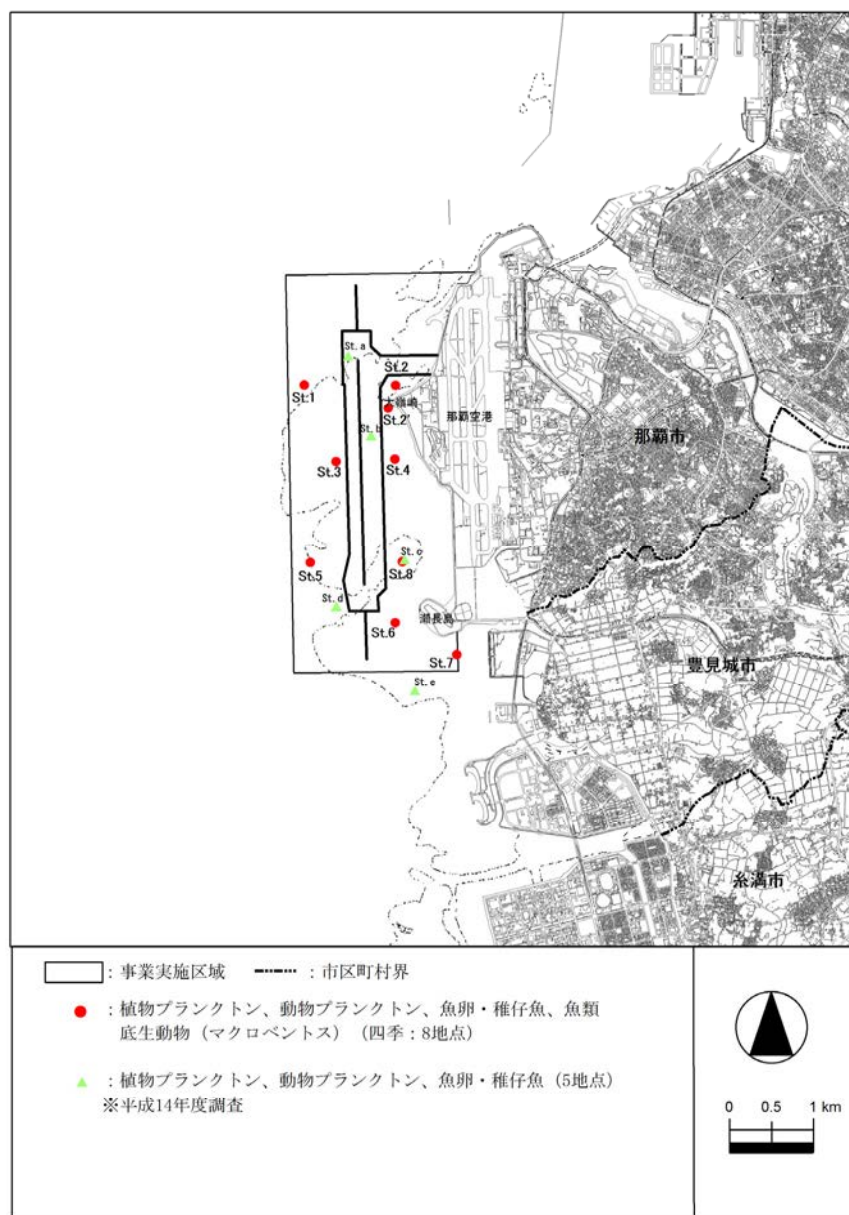 St. a
St.2
St.1
大嶺崎
St.2'
那覇空港
St. b
那覇市
St.3
St.4
St. c
St.5
St.8
St. d
瀬長島
St.6
St.7
豊見城市
St. e
糸満市
：事業実施区域
：市区町村界
：植物プランクトン、動物プランクトン、魚卵・稚仔魚、魚類
底生動物（マクロベントス）（四季：8地点）
：植物プランクトン、動物プランクトン、魚卵・稚仔魚（5地点）
※平成14年度調査
0 0.5 1 km